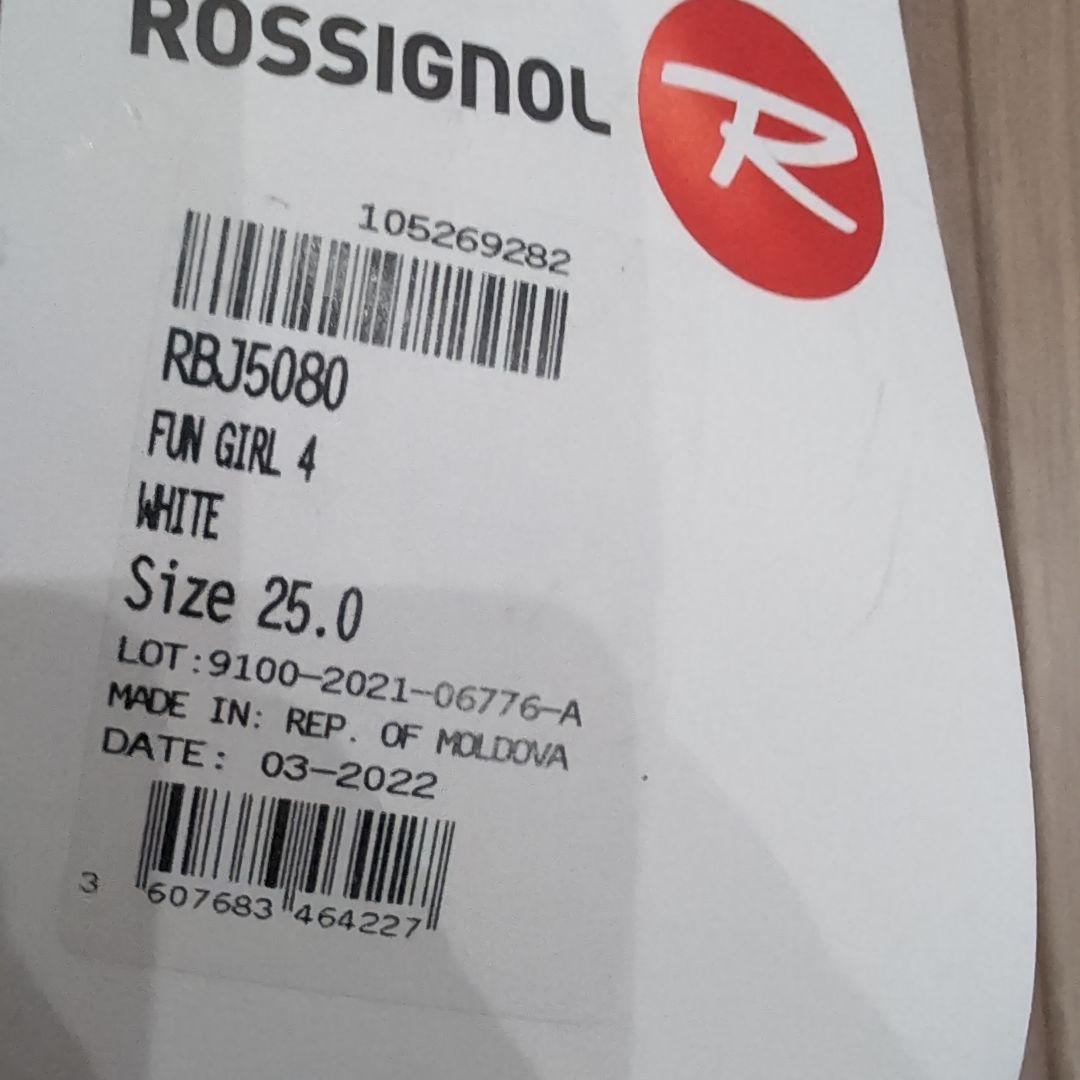 ROSSIGNOL
R
105269282
RBJ5080
FUN GIRL 4
WHITE
Size 25.0
LOT:9100-2021-06776-A
MADE IN: REP. OF MOLDOVA
DATE: 03-2022
3 607683 464227